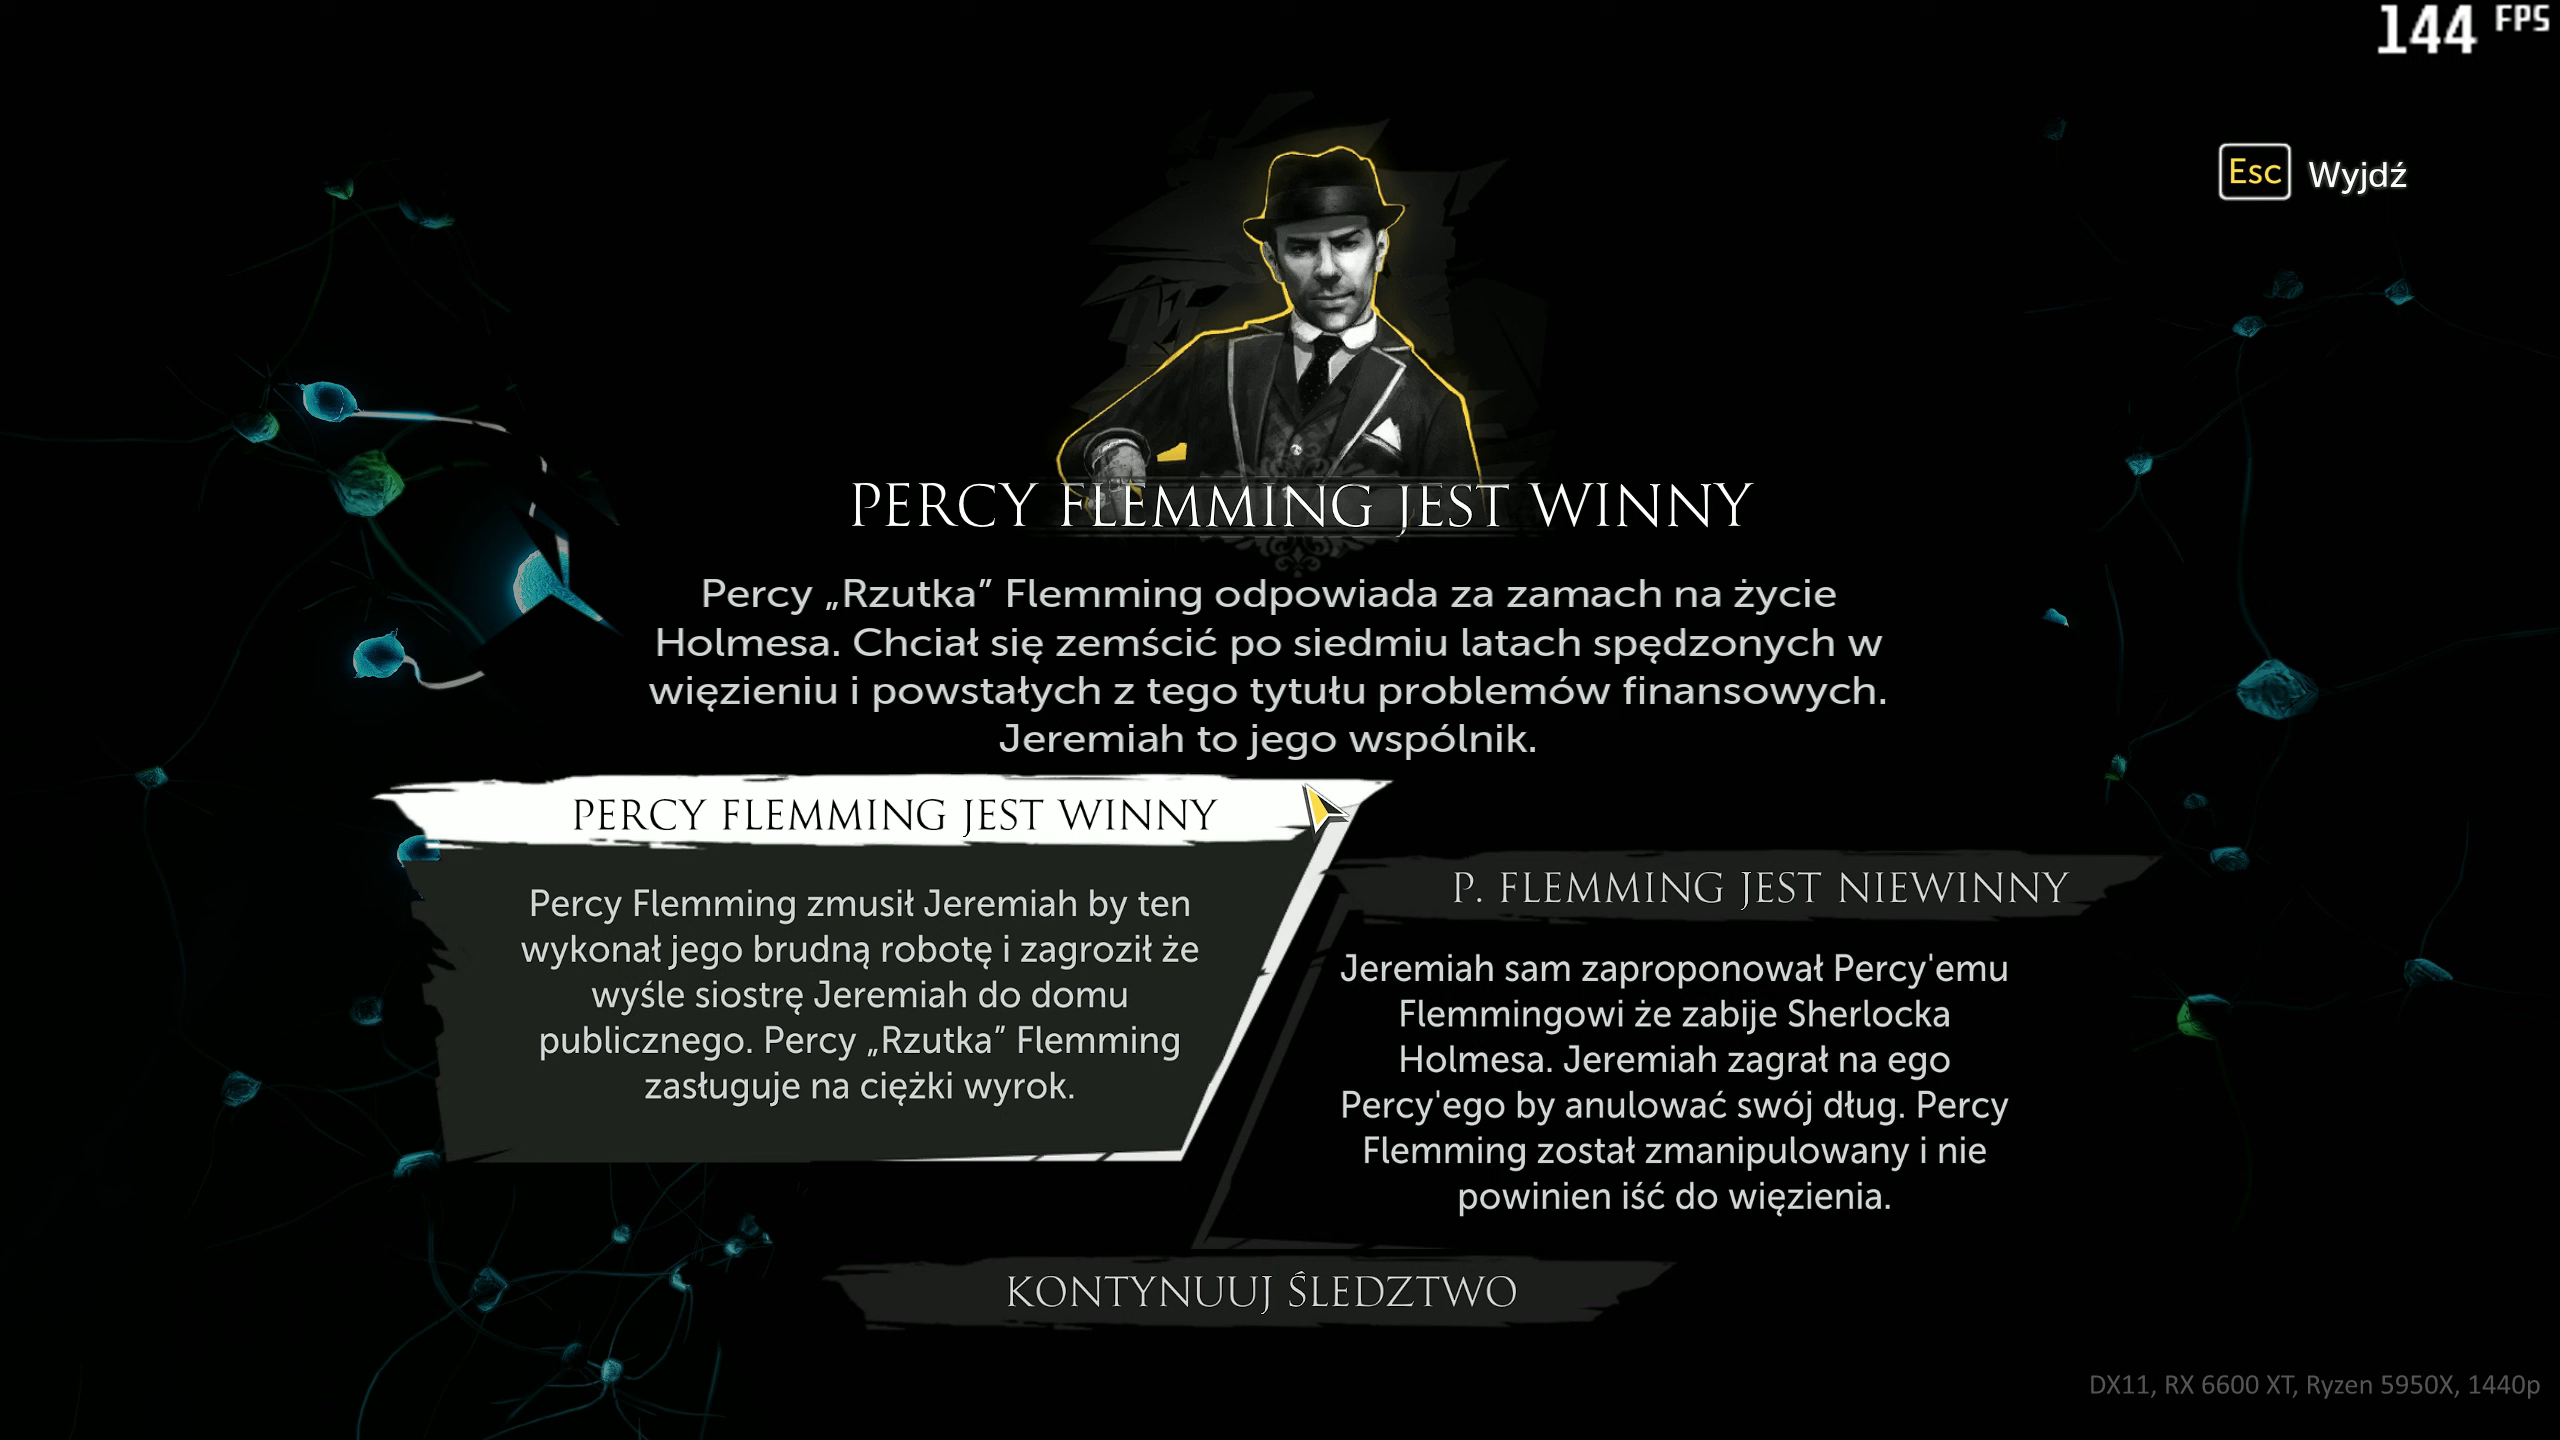 144 FPS
Esc Wyjdź
PERCY FLEMMING JEST WINNY
Percy „Rzutka” Flemming odpowiada za zamach na życie
Holmesa. Chciał się zemścić po siedmiu latach spędzonych w
więzieniu i powstałych z tego tytułu problemów finansowych.
Jeremiah to jego wspólnik.
PERCY FLEMMING JEST WINNY
Percy Flemming zmusił Jeremiah by ten
wykonał jego brudną robotę i zagroził że
wyśle siostrę Jeremiah do domu
publicznego. Percy „Rzutka” Flemming
zasługuje na ciężki wyrok.
P. FLEMMING JEST NIEWINNY
Jeremiah sam zaproponował Percy'emu
Flemmingowi że zabije Sherlocka
Holmesa. Jeremiah zagrał na ego
Percy'ego by anulować swój dług. Percy
Flemming został zmanipulowany i nie
powinien iść do więzienia.
KONTYNUUJ ŚLEDZTWO
DX11, RX 6600 XT, Ryzen 5950X, 1440p